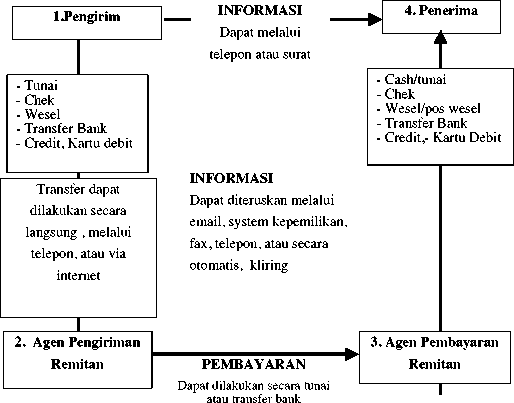 1.Pengirim
INFORMASI
Dapat melalui
telepon atau surat
4. Penerima
- Tunai
- Chek
- Wesel
- Transfer Bank
- Credit, Kartu debit
- Cash/tunai
- Chek
- Wesel/pos wesel
- Transfer Bank
- Credit,- Kartu Debit
Transfer dapat
dilakukan secara
langsung , melalui
telepon, atau via
internet
INFORMASI
Dapat diteruskan melalui
email, system kepemilikan,
fax, telepon, atau secara
otomatis, kliring
2. Agen Pengiriman
Remitan
PEMBAYARAN
Dapat dilakukan secara tunai
atau transfer bank
3. Agen Pembayaran
Remitan